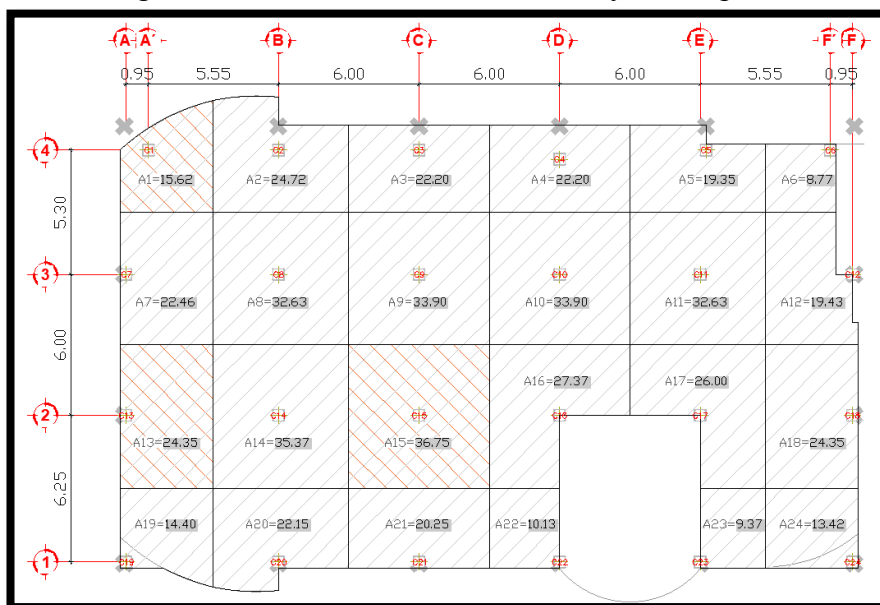 A A' B C D E F' F
0.95 5.55 6.00 6.00 6.00 5.55 0.95
4
C1 C2 C3 C4 C5 C6
A1=15.62 A2=24.72 A3=22.20 A4=22.20 A5=19.35 A6=8.77
5.30
3
C7 C8 C9 C10 C11 C12
A7=22.46 A8=32.63 A9=33.90 A10=33.90 A11=32.63 A12=19.43
6.00
A16=27.37 A17=26.00
2
C13 C14 C15 C16 C17 C18
A13=24.35 A14=35.37 A15=36.75 A18=24.35
6.25
A19=14.40 A20=22.15 A21=20.25 A22=10.13 A23=9.37 A24=13.42
1
C19 C20 C21 C22 C23 C24